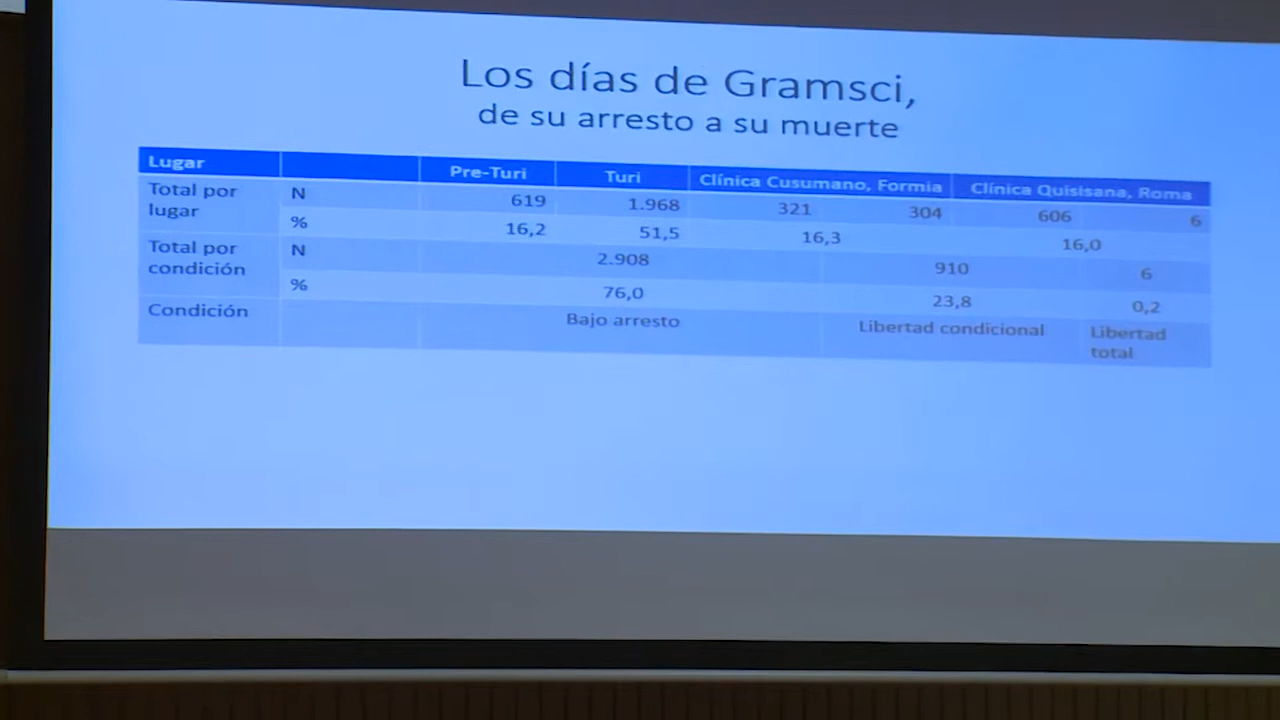 Los días de Gramsci,
de su arresto a su muerte
Lugar Pre-Turi Turi Clínica Cusumano, Formia Clínica Quisisana, Roma
Total por lugar N 619 1.968 321 304 606 6
% 16,2 51,5 16,3 16,0
Total por condición N 2.908 910 6
% 76,0 23,8 0,2
Condición Bajo arresto Libertad condicional Libertad total